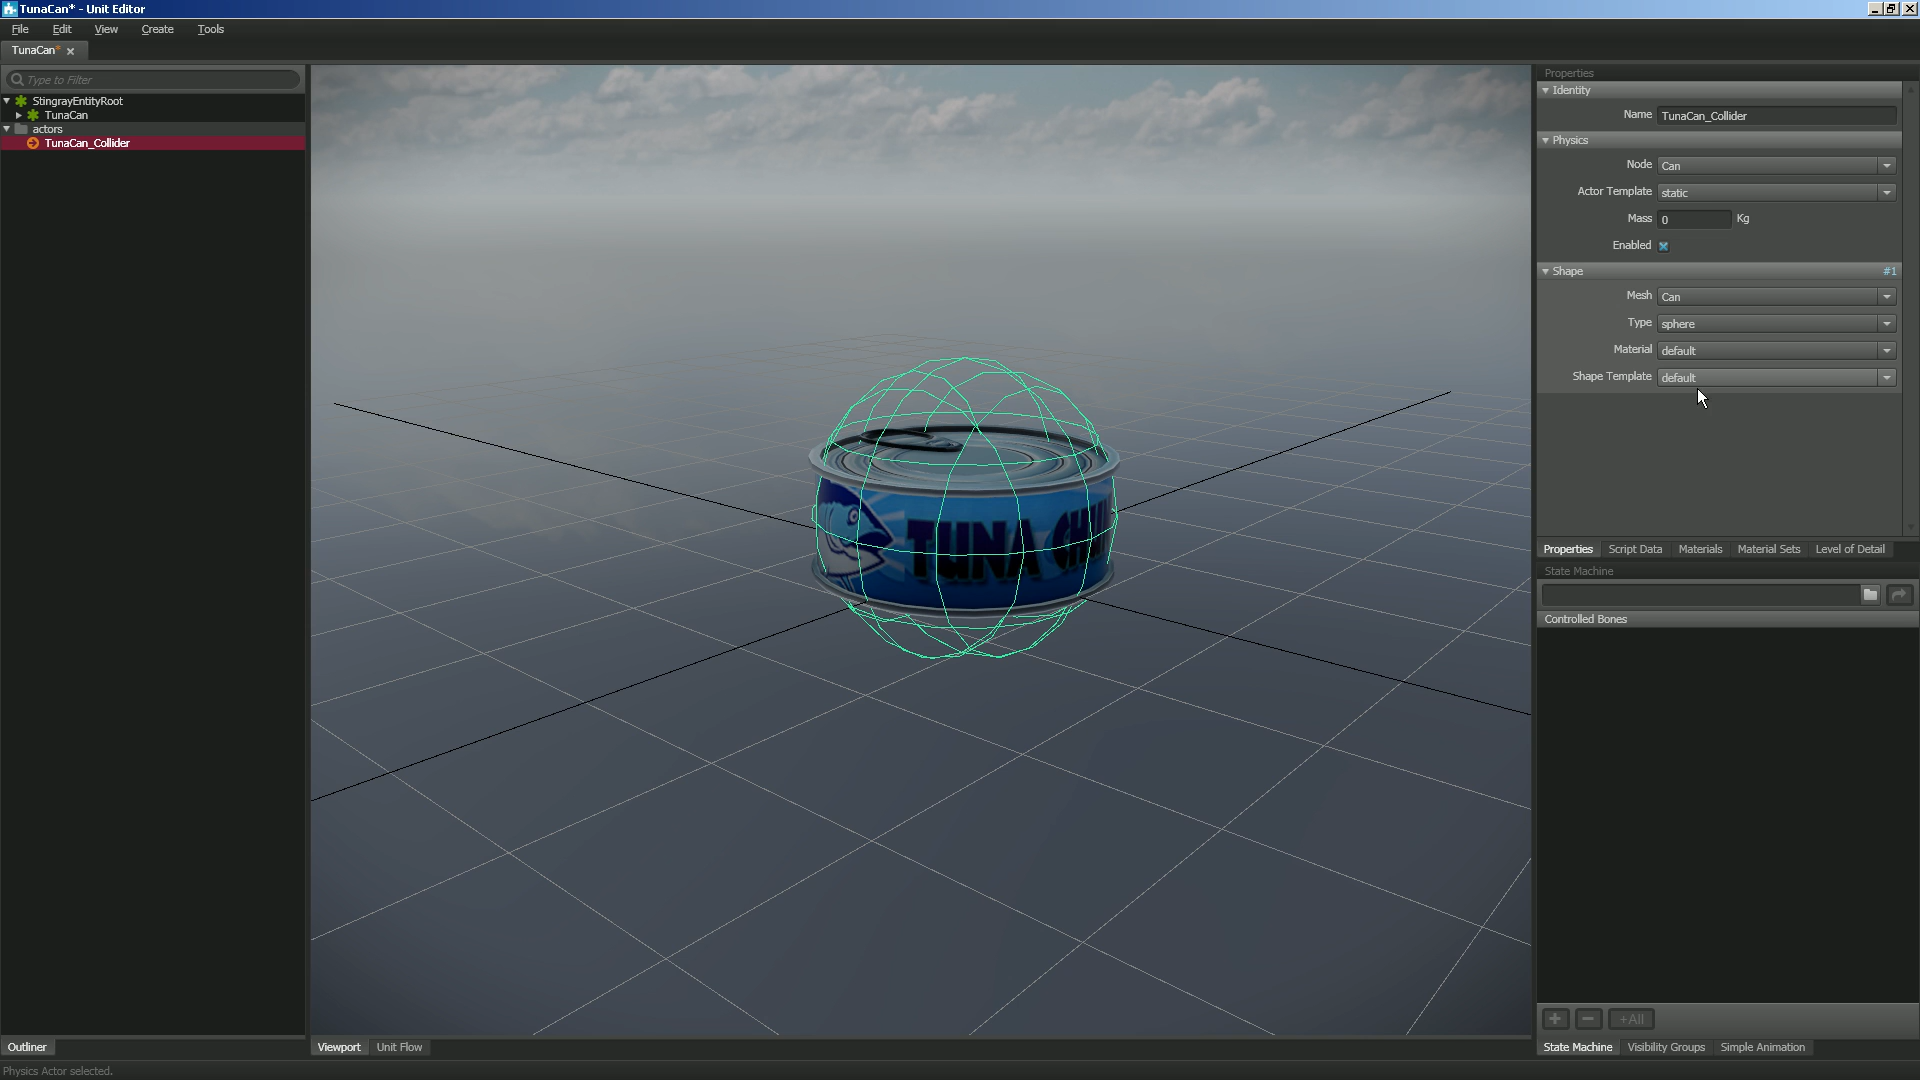 TunaCan* - Unit Editor
File Edit View Create Tools
TunaCan*
Type to Filter
StingrayEntityRoot
TunaCan
actors
TunaCan_Collider
TUNA
Properties
Identity
Name TunaCan_Collider
Physics
Node Can
Actor Template static
Mass 0 Kg
Enabled
Shape #1
Mesh Can
Type sphere
Material default
Shape Template default
Properties Script Data Materials Material Sets Level of Detail
State Machine
Controlled Bones
+All
State Machine Visibility Groups Simple Animation
Outliner
Viewport Unit Flow
Physics Actor selected.